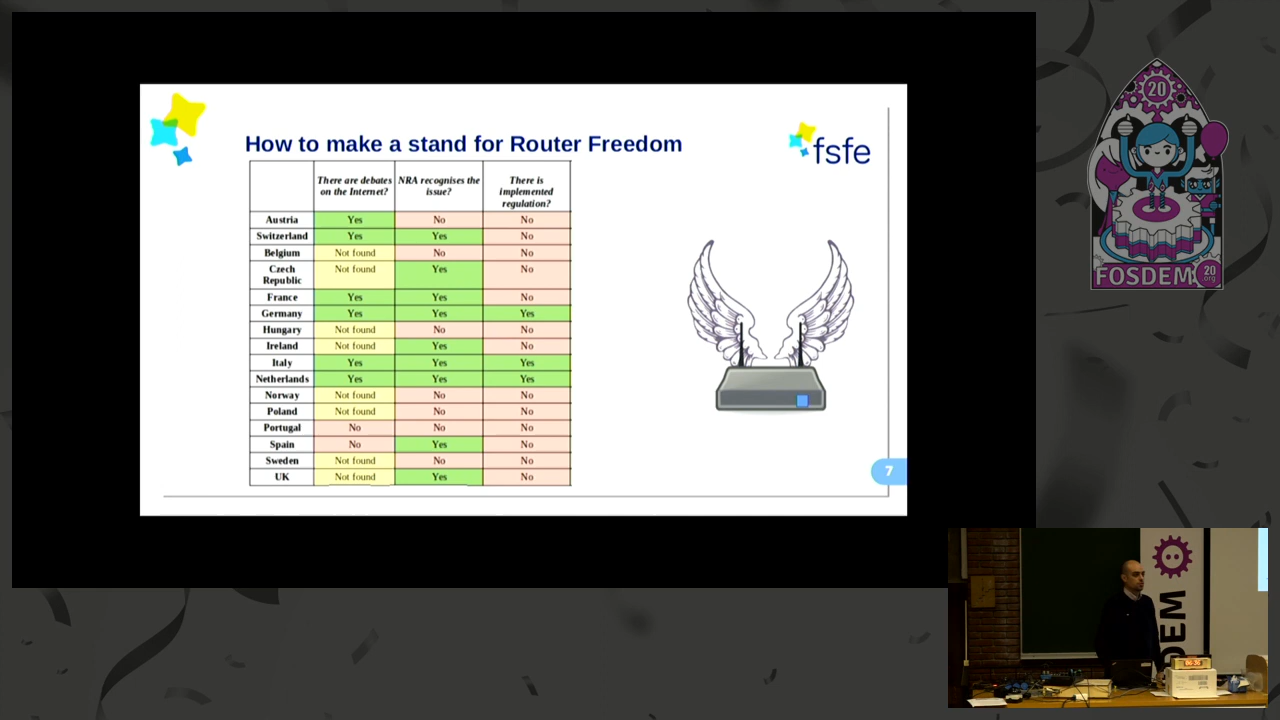 How to make a stand for Router Freedom
fsfe
There are debates on the Internet? NRA recognises the issue? There is implemented regulation?
Austria Yes No No
Switzerland Yes Yes No
Belgium Not found No No
Czech Republic Not found Yes No
France Yes Yes No
Germany Yes Yes Yes
Hungary Not found No No
Ireland Not found Yes No
Italy Yes Yes Yes
Netherlands Yes Yes Yes
Norway Not found No No
Poland Not found No No
Portugal No No No
Spain No Yes No
Sweden Not found No No
UK Not found Yes No
7
20
FOSDEM
20
.org
DEM
06:36